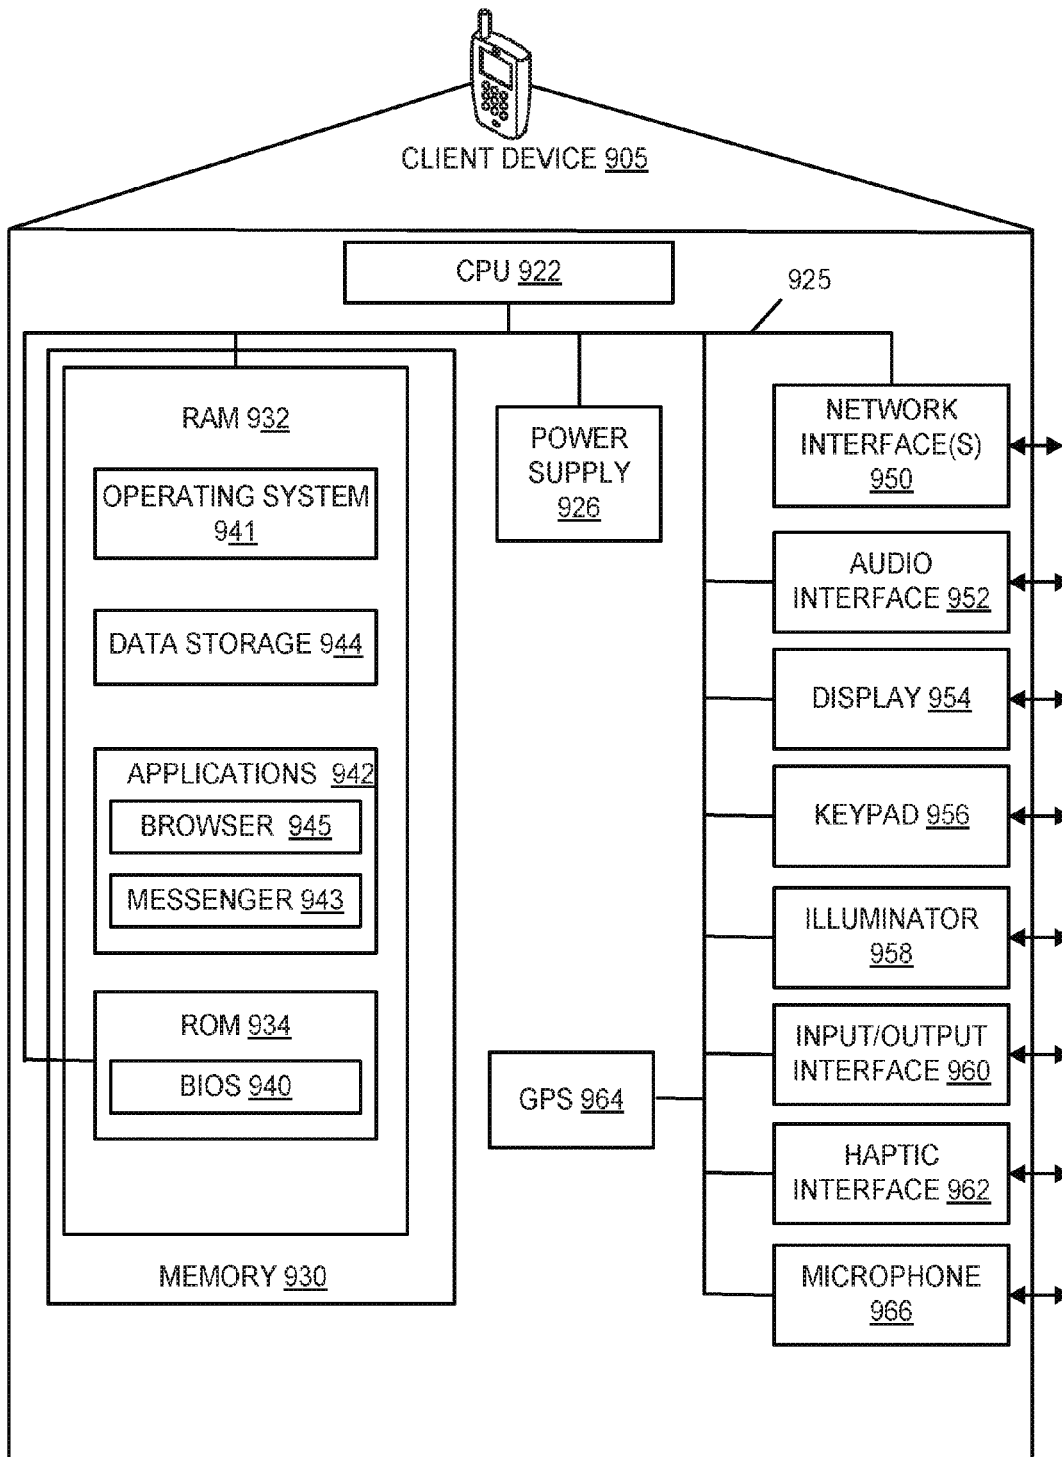 CLIENT DEVICE 905
CPU 922
925
RAM 932
OPERATING SYSTEM
941
DATA STORAGE 944
APPLICATIONS 942
BROWSER 945
MESSENGER 943
ROM 934
BIOS 940
MEMORY 930
POWER
SUPPLY
926
GPS 964
NETWORK
INTERFACE(S)
950
AUDIO
INTERFACE 952
DISPLAY 954
KEYPAD 956
ILLUMINATOR
958
INPUT/OUTPUT
INTERFACE 960
HAPTIC
INTERFACE 962
MICROPHONE
966